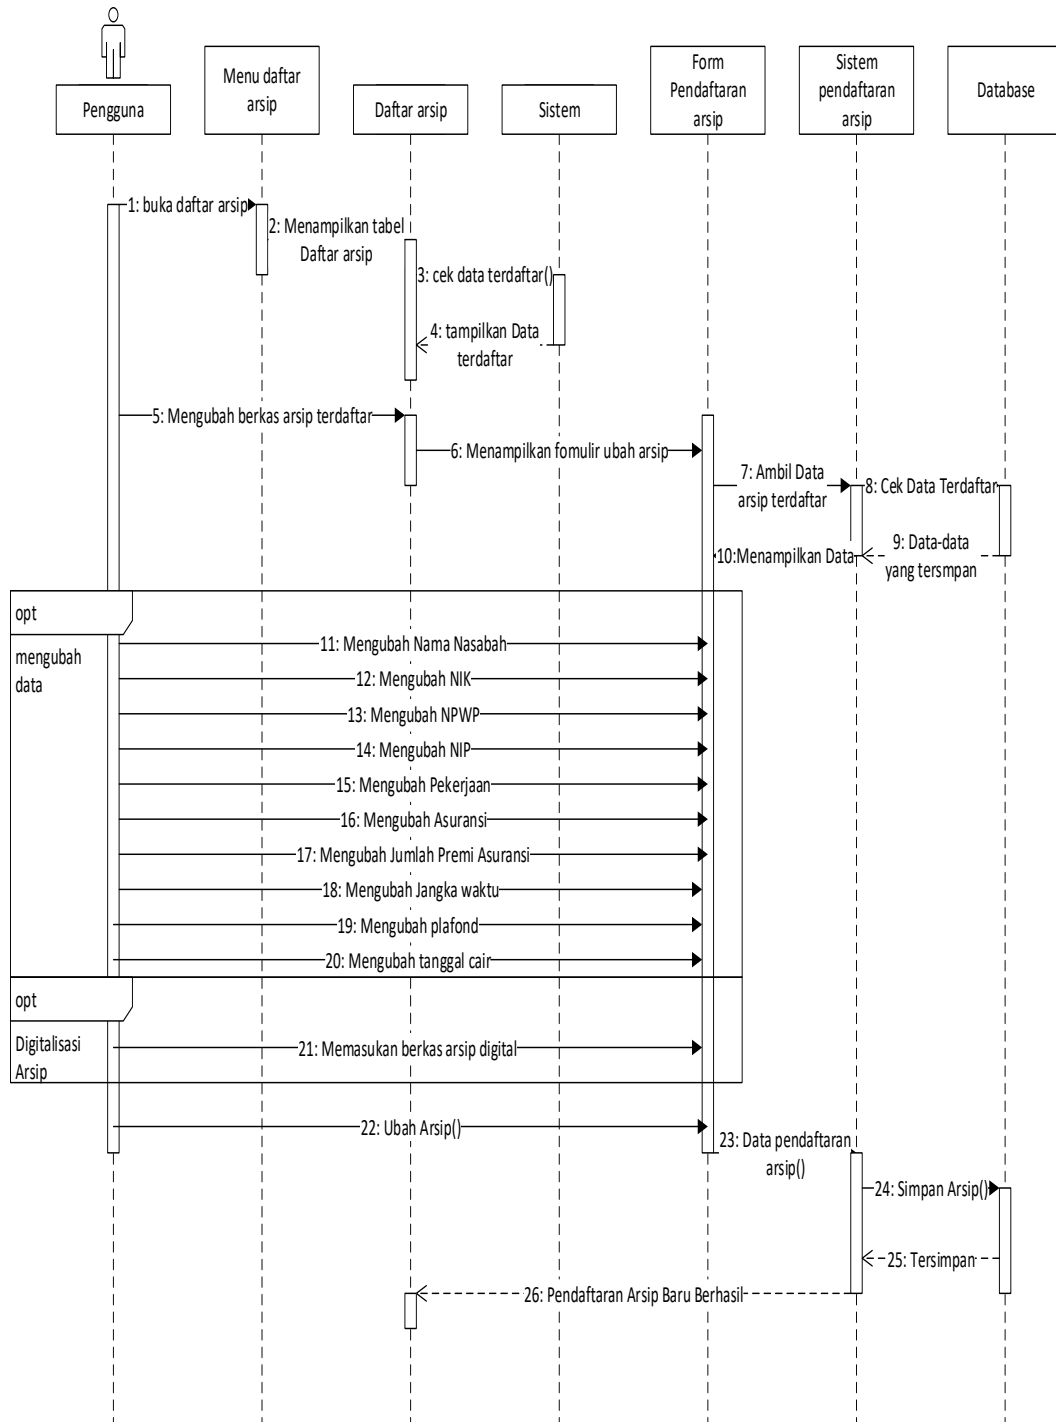 Pengguna
Menu daftar
arsip
Daftar arsip
Sistem
Form
Pendaftaran
arsip
Sistem
pendaftaran
arsip
Database
1: buka daftar arsip
2: Menampilkan tabel
Daftar arsip
3: cek data terdaftar()
4: tampilkan Data
terdaftar
5: Mengubah berkas arsip terdaftar
6: Menampilkan fomulir ubah arsip
7: Ambil Data
arsip terdaftar
8: Cek Data Terdaftar
9: Data-data
yang tersmpan
10:Menampilkan Data
opt
mengubah
data
11: Mengubah Nama Nasabah
12: Mengubah NIK
13: Mengubah NPWP
14: Mengubah NIP
15: Mengubah Pekerjaan
16: Mengubah Asuransi
17: Mengubah Jumlah Premi Asuransi
18: Mengubah Jangka waktu
19: Mengubah plafond
20: Mengubah tanggal cair
opt
Digitalisasi
Arsip
21: Memasukan berkas arsip digital
22: Ubah Arsip()
23: Data pendaftaran
arsip()
24: Simpan Arsip()
25: Tersimpan
26: Pendaftaran Arsip Baru Berhasil